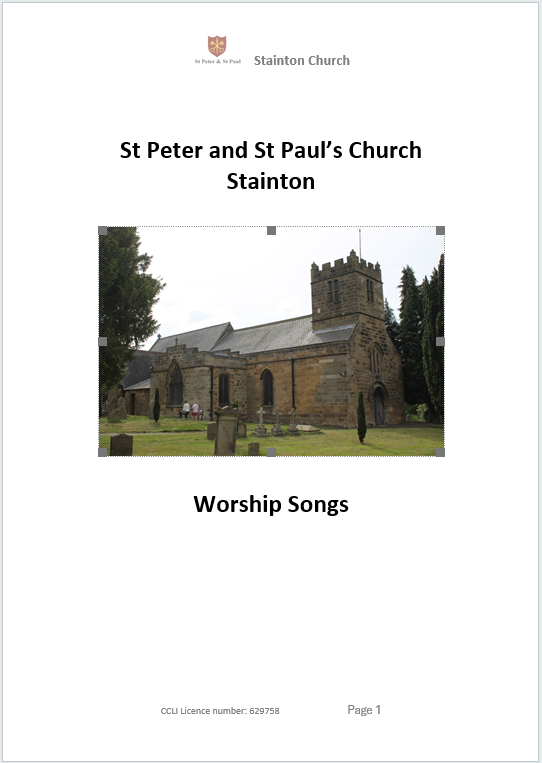 St Peter & St Paul
Stainton Church
St Peter and St Paul’s Church
Stainton
Worship Songs
CCLI Licence number: 629758
Page 1